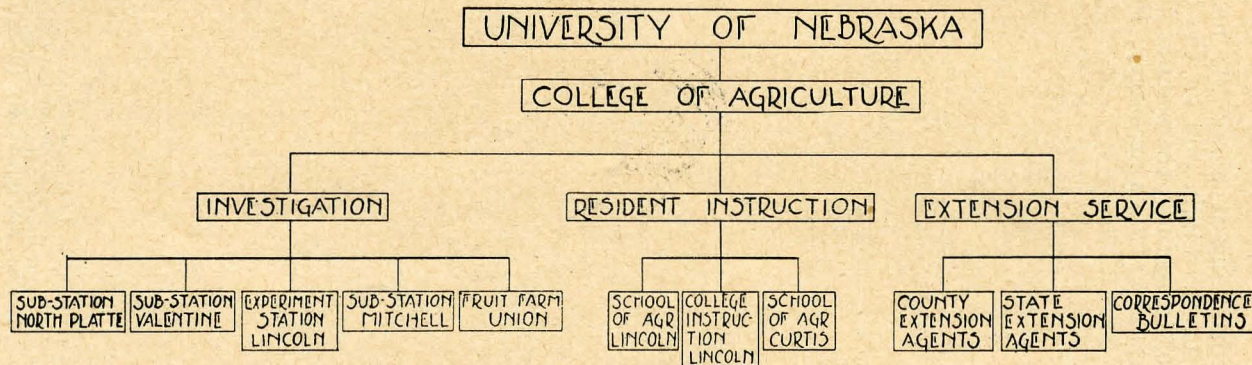 UNIVERSITY OF NEBRASKA
COLLEGE OF AGRICULTURE
INVESTIGATION
RESIDENT INSTRUCTION
EXTENSION SERVICE
SUB-STATION
NORTH PLATTE
SUB-STATION
VALENTINE
EXPERIMENT
STATION
LINCOLN
SUB-STATION
MITCHELL
FRUIT FARM
UNION
SCHOOL
OF AGR
LINCOLN
COLLEGE
INSTRUC-
TION
LINCOLN
SCHOOL
OF AGR
CURTIS
COUNTY
EXTENSION
AGENTS
STATE
EXTENSION
AGENTS
CORRESPONDENCE
BULLETINS